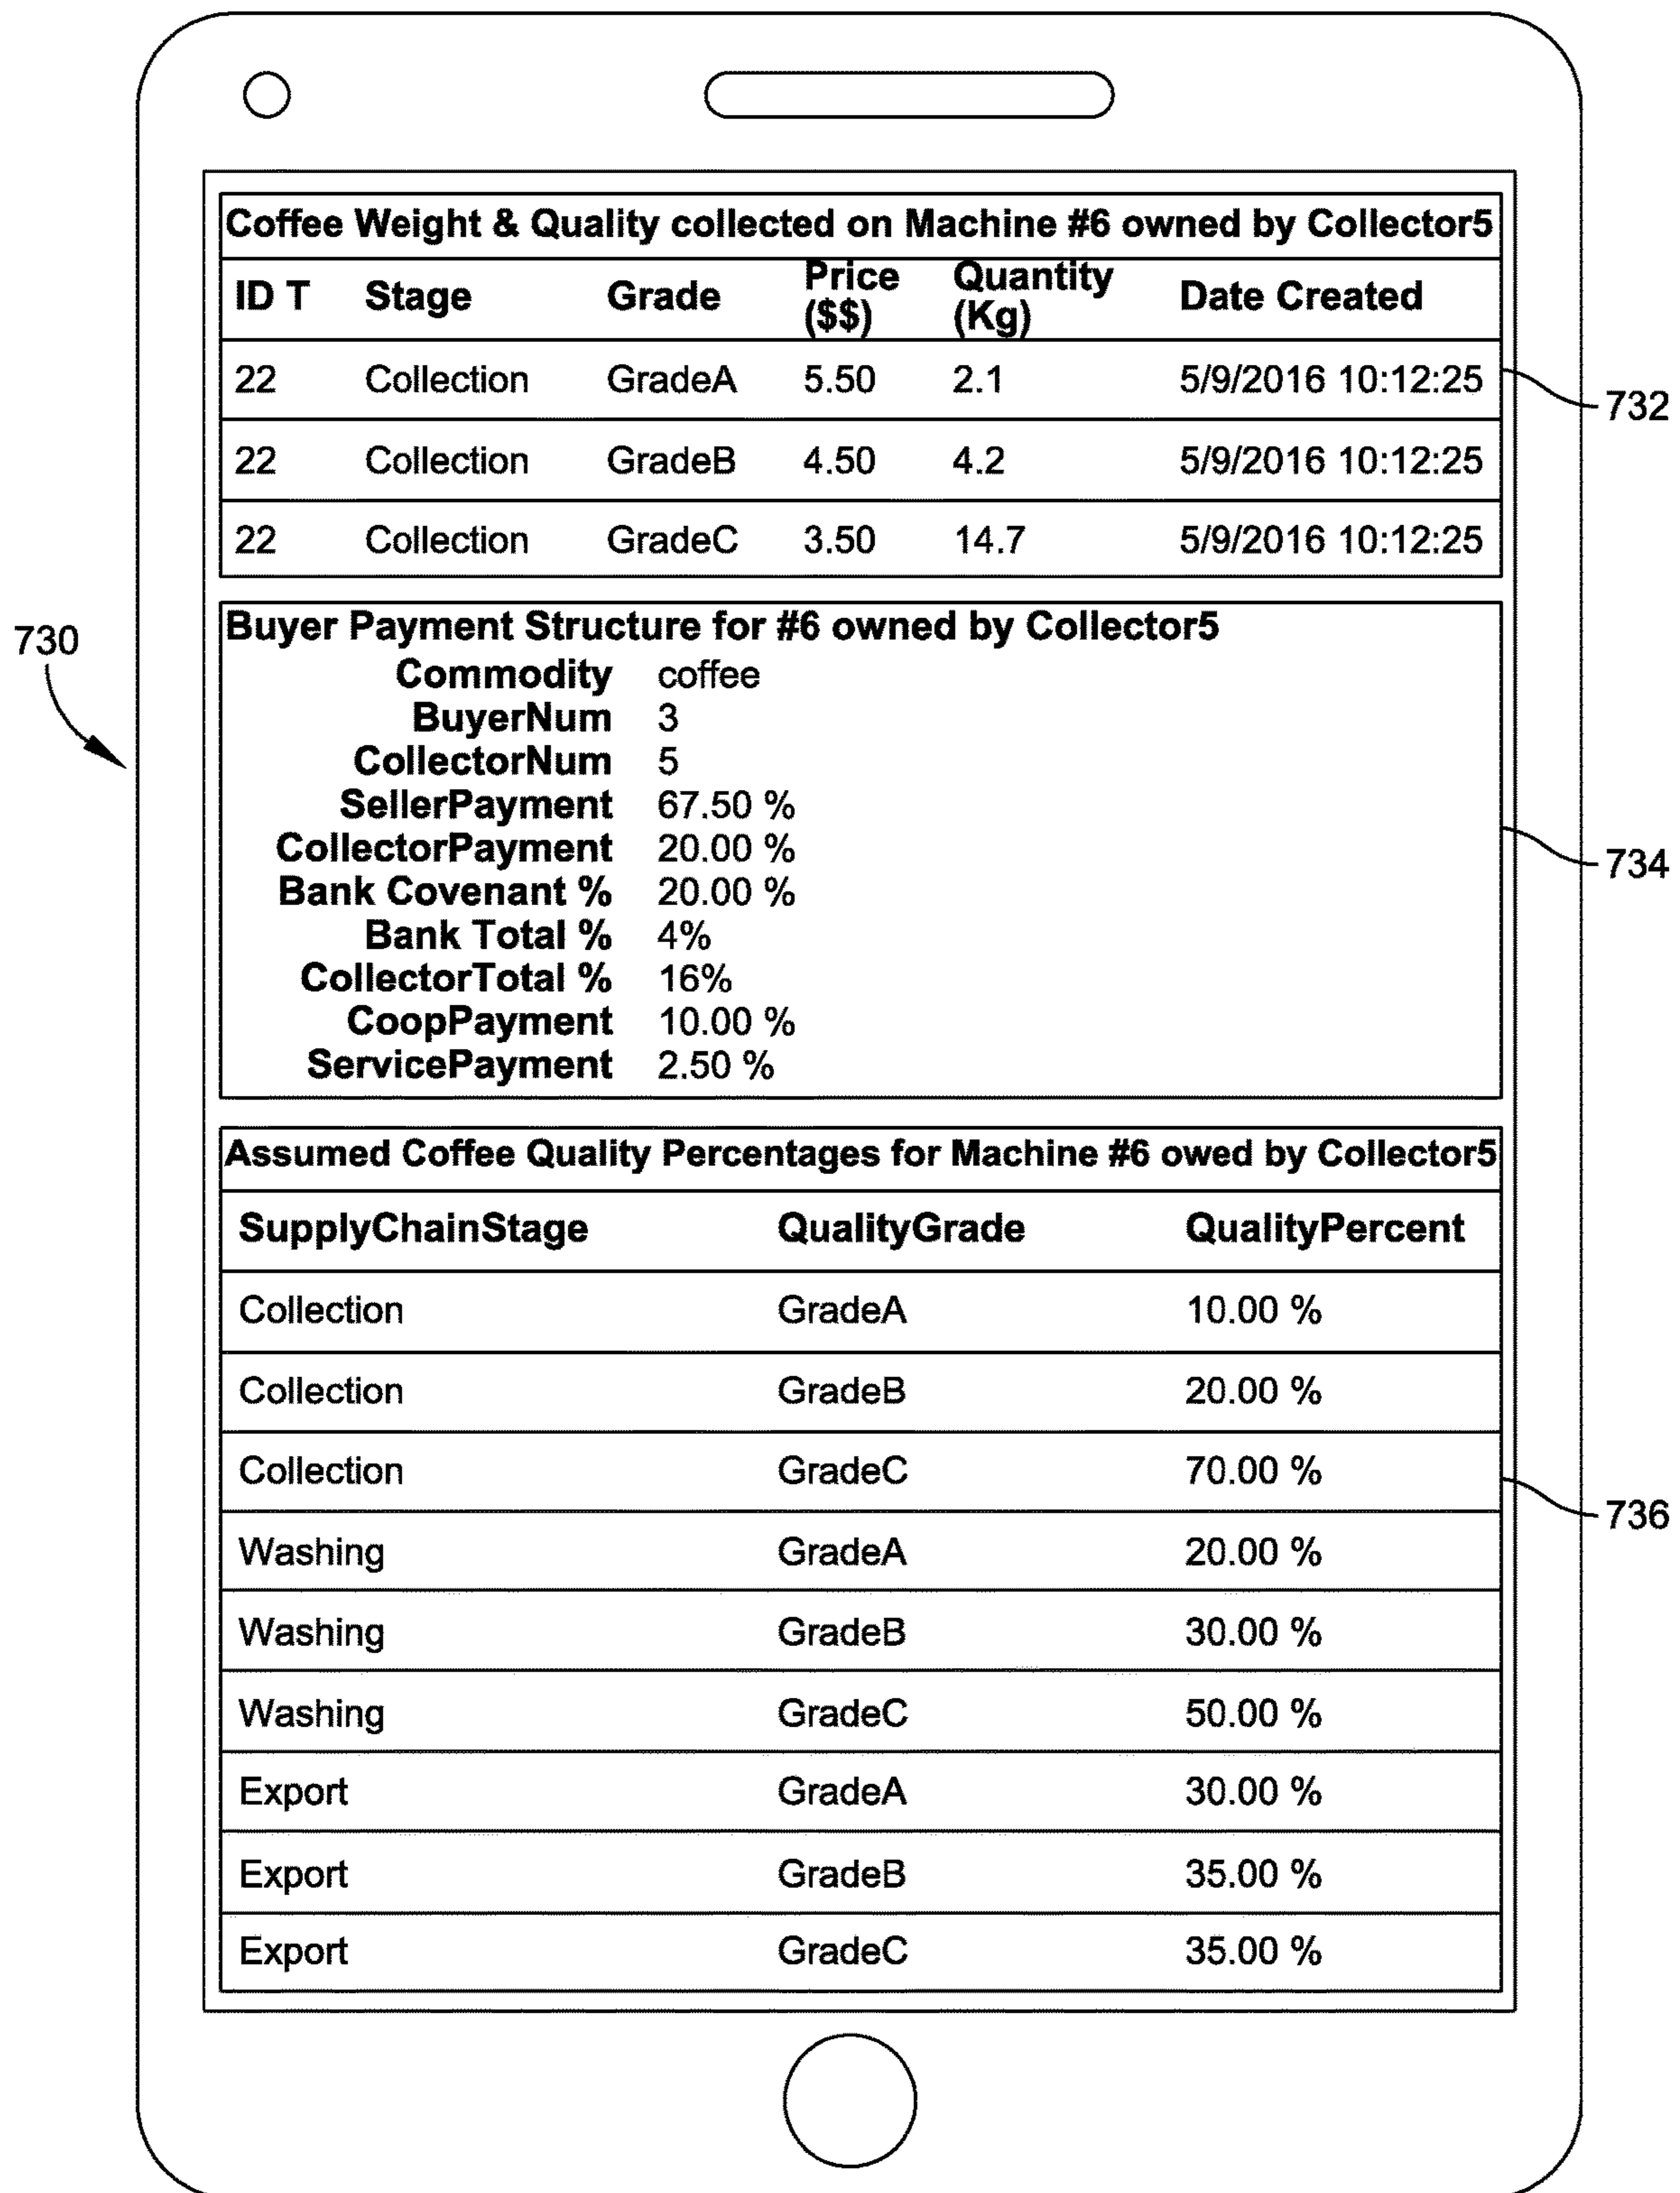 Coffee Weight & Quality collected on Machine #6 owned by Collector5
ID T Stage Grade Price ($$) Quantity (Kg) Date Created
22 Collection GradeA 5.50 2.1 5/9/2016 10:12:25
732
22 Collection GradeB 4.50 4.2 5/9/2016 10:12:25
22 Collection GradeC 3.50 14.7 5/9/2016 10:12:25
730
Buyer Payment Structure for #6 owned by Collector5
Commodity coffee
BuyerNum 3
CollectorNum 5
SellerPayment 67.50 %
CollectorPayment 20.00 %
734
Bank Covenant % 20.00 %
Bank Total % 4%
CollectorTotal % 16%
CoopPayment 10.00 %
ServicePayment 2.50 %
Assumed Coffee Quality Percentages for Machine #6 owed by Collector5
SupplyChainStage QualityGrade QualityPercent
Collection GradeA 10.00 %
Collection GradeB 20.00 %
Collection GradeC 70.00 %
736
Washing GradeA 20.00 %
Washing GradeB 30.00 %
Washing GradeC 50.00 %
Export GradeA 30.00 %
Export GradeB 35.00 %
Export GradeC 35.00 %